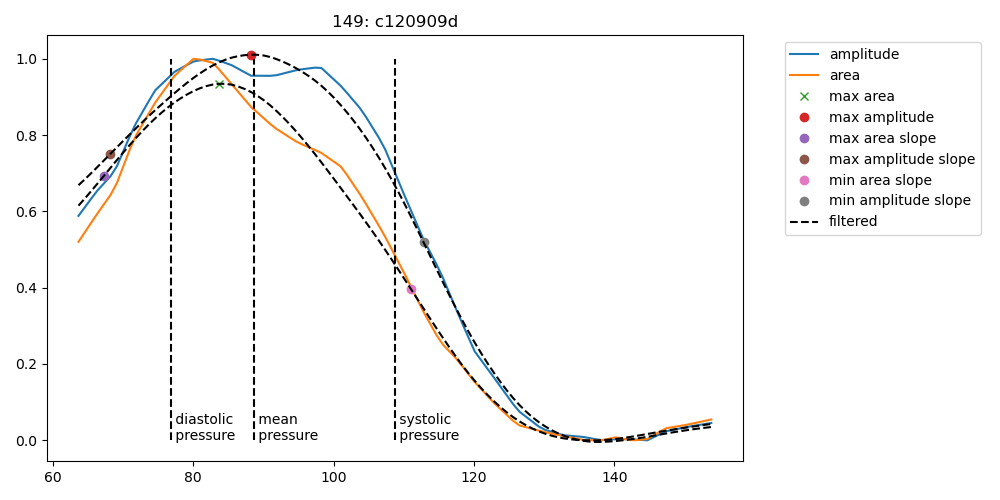 149: c120909d
1.0
0.8
0.6
0.4
0.2
0.0
60
80
100
120
140
diastolic
pressure
mean
pressure
systolic
pressure
amplitude
area
max area
max amplitude
max area slope
max amplitude slope
min area slope
min amplitude slope
filtered